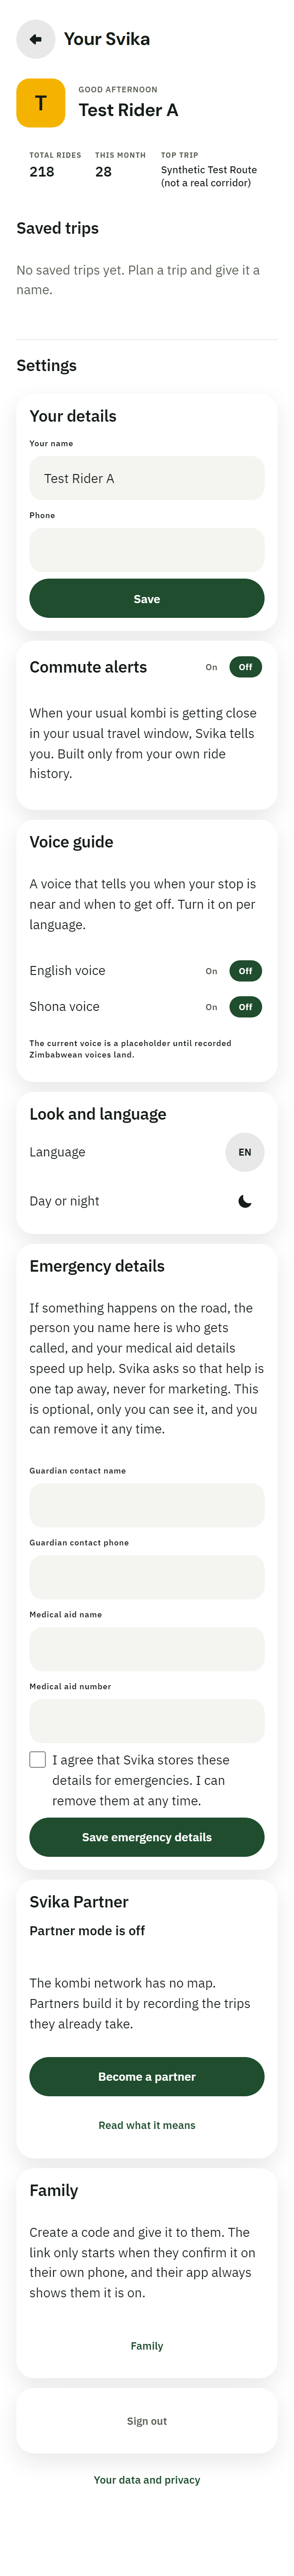 Your Svika
T
GOOD AFTERNOON
Test Rider A
TOTAL RIDES
218
THIS MONTH
28
TOP TRIP
Synthetic Test Route
(not a real corridor)
Saved trips
No saved trips yet. Plan a trip and give it a
name.
Settings
Your details
Your name
Test Rider A
Phone
Save
Commute alerts
On
Off
When your usual kombi is getting close
in your usual travel window, Svika tells
you. Built only from your own ride
history.
Voice guide
A voice that tells you when your stop is
near and when to get off. Turn it on per
language.
English voice
On
Off
Shona voice
On
Off
The current voice is a placeholder until recorded
Zimbabwean voices land.
Look and language
Language
EN
Day or night
Emergency details
If something happens on the road, the
person you name here is who gets
called, and your medical aid details
speed up help. Svika asks so that help is
one tap away, never for marketing. This
is optional, only you can see it, and you
can remove it any time.
Guardian contact name
Guardian contact phone
Medical aid name
Medical aid number
I agree that Svika stores these
details for emergencies. I can
remove them at any time.
Save emergency details
Svika Partner
Partner mode is off
The kombi network has no map.
Partners build it by recording the trips
they already take.
Become a partner
Read what it means
Family
Create a code and give it to them. The
link only starts when they confirm it on
their own phone, and their app always
shows them it is on.
Family
Sign out
Your data and privacy